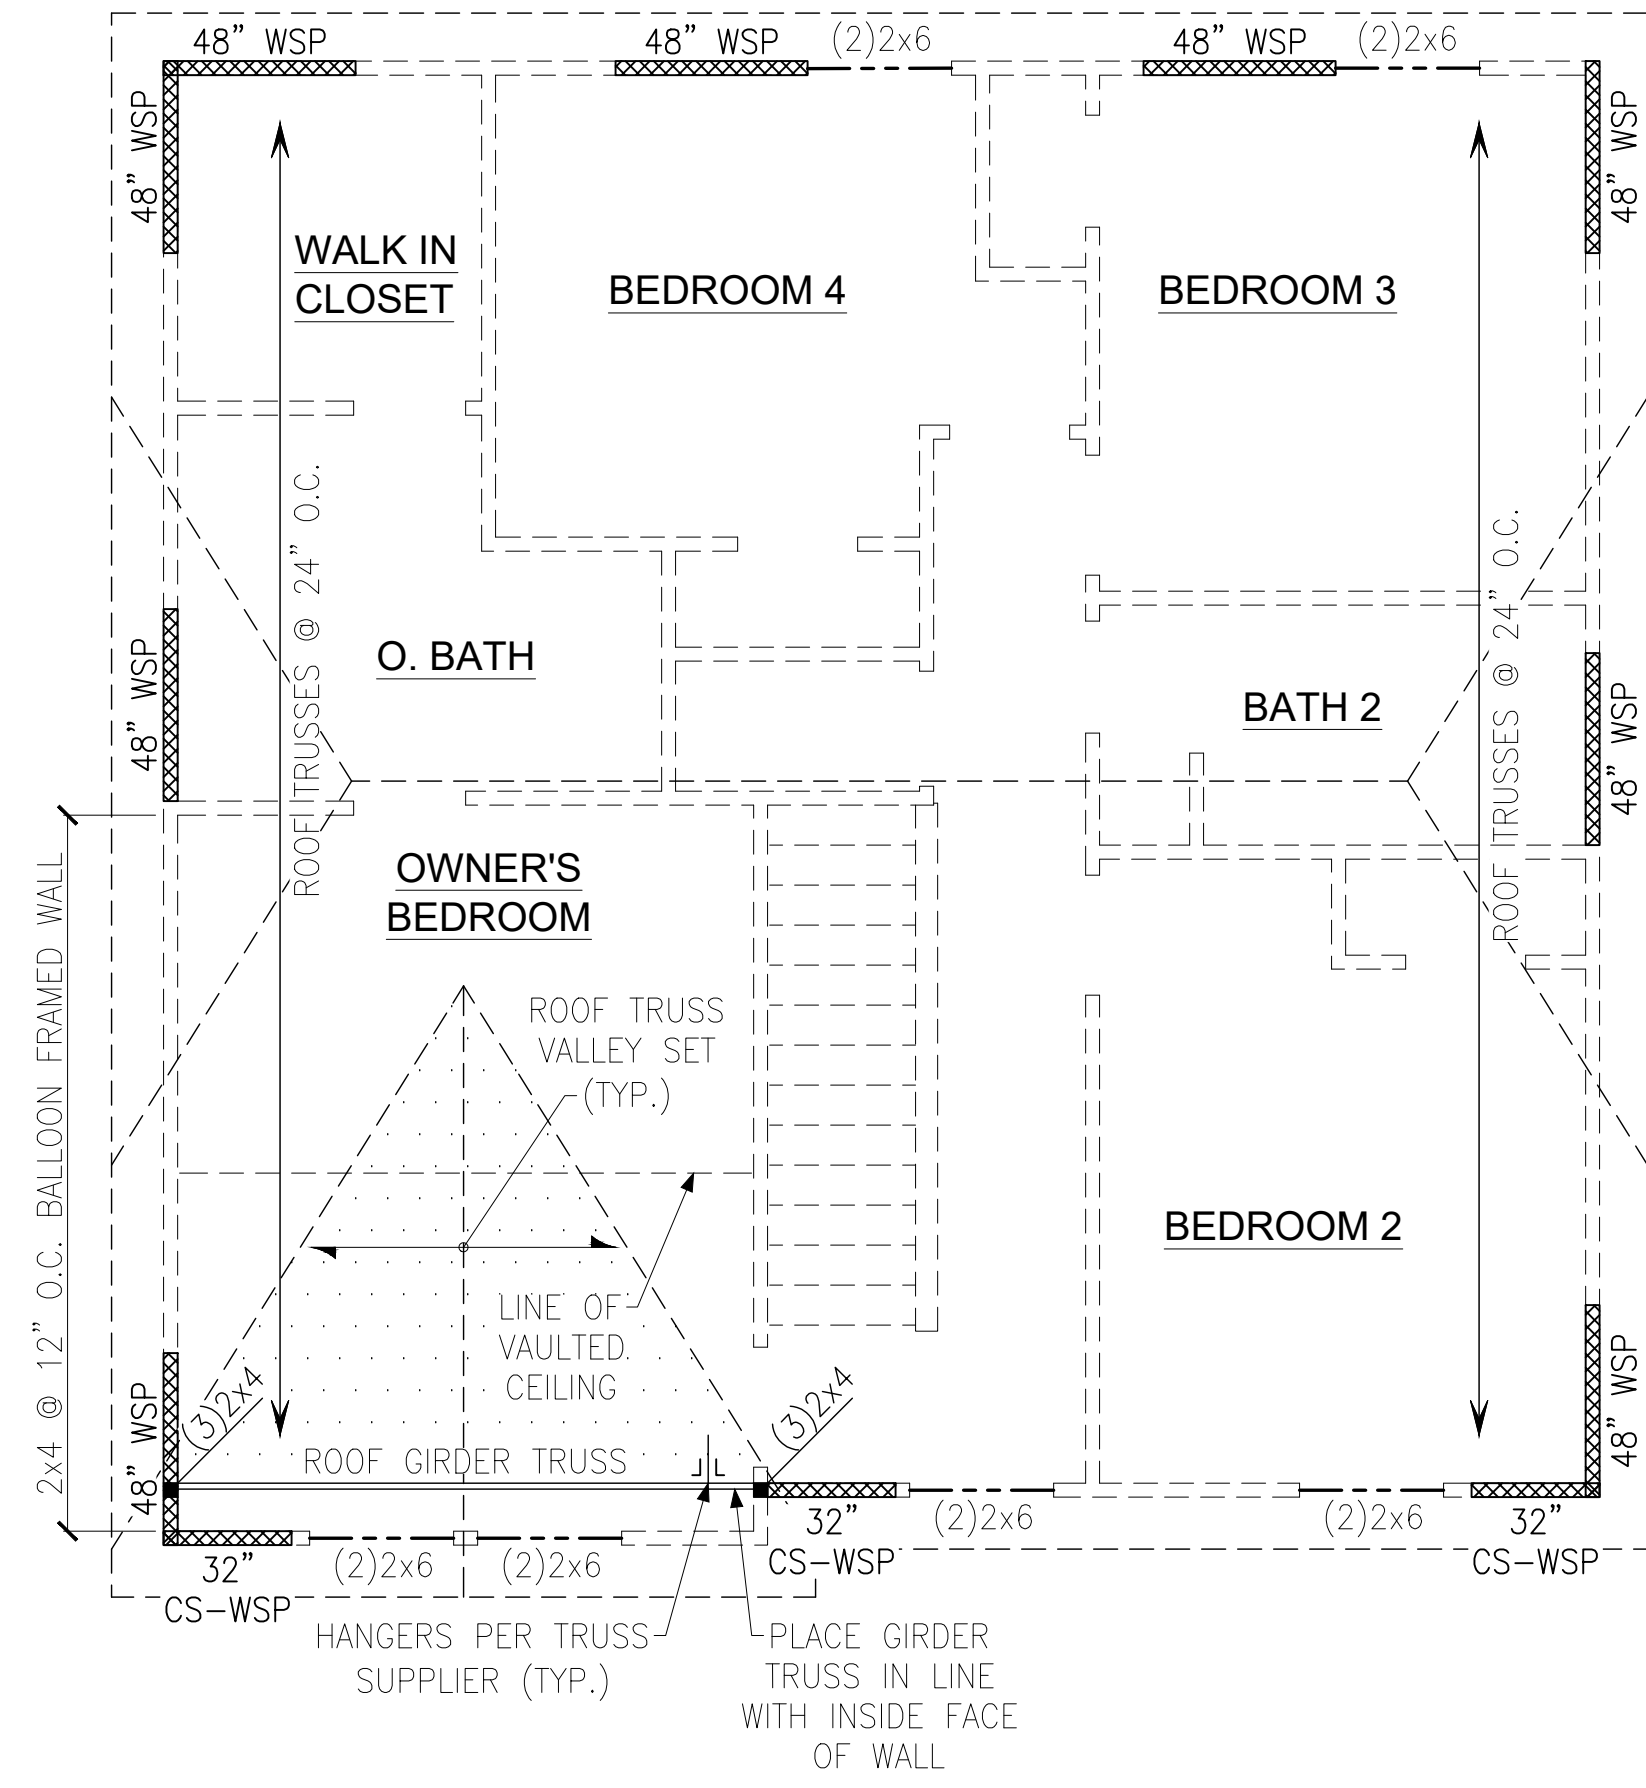 48” WSP
48” WSP
(2)2x6
48” WSP
(2)2x6
48” WSP
48” WSP
WALK IN
CLOSET
BEDROOM 4
BEDROOM 3
ROOF TRUSSES @ 24” O.C.
ROOF TRUSSES @ 24” O.C.
48” WSP
O. BATH
BATH 2
48” WSP
2x4 @ 12” O.C. BALLOON FRAMED WALL
OWNER'S
BEDROOM
ROOF TRUSS
VALLEY SET
(TYP.)
BEDROOM 2
LINE OF
VAULTED
CEILING
48” WSP
(3)2x4
(3)2x4
48” WSP
ROOF GIRDER TRUSS
32”
CS-WSP
(2)2x6
(2)2x6
32”
CS-WSP
(2)2x6
(2)2x6
32”
CS-WSP
HANGERS PER TRUSS
SUPPLIER (TYP.)
PLACE GIRDER
TRUSS IN LINE
WITH INSIDE FACE
OF WALL